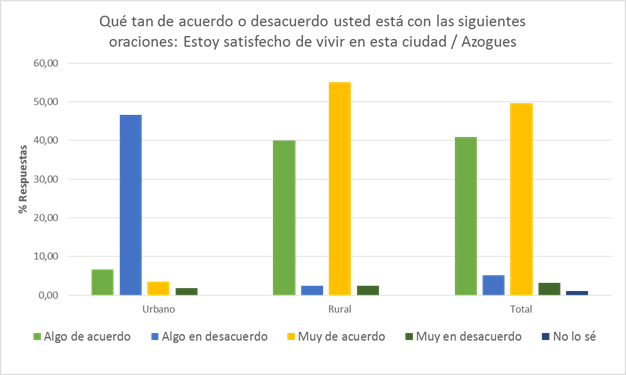 Qué tan de acuerdo o desacuerdo usted está con las siguientes
oraciones: Estoy satisfecho de vivir en esta ciudad / Azogues
60,00
50,00
40,00
30,00
20,00
10,00
0,00
% Respuestas
Urbano Rural Total
Algo de acuerdo Algo en desacuerdo Muy de acuerdo Muy en desacuerdo No lo sé